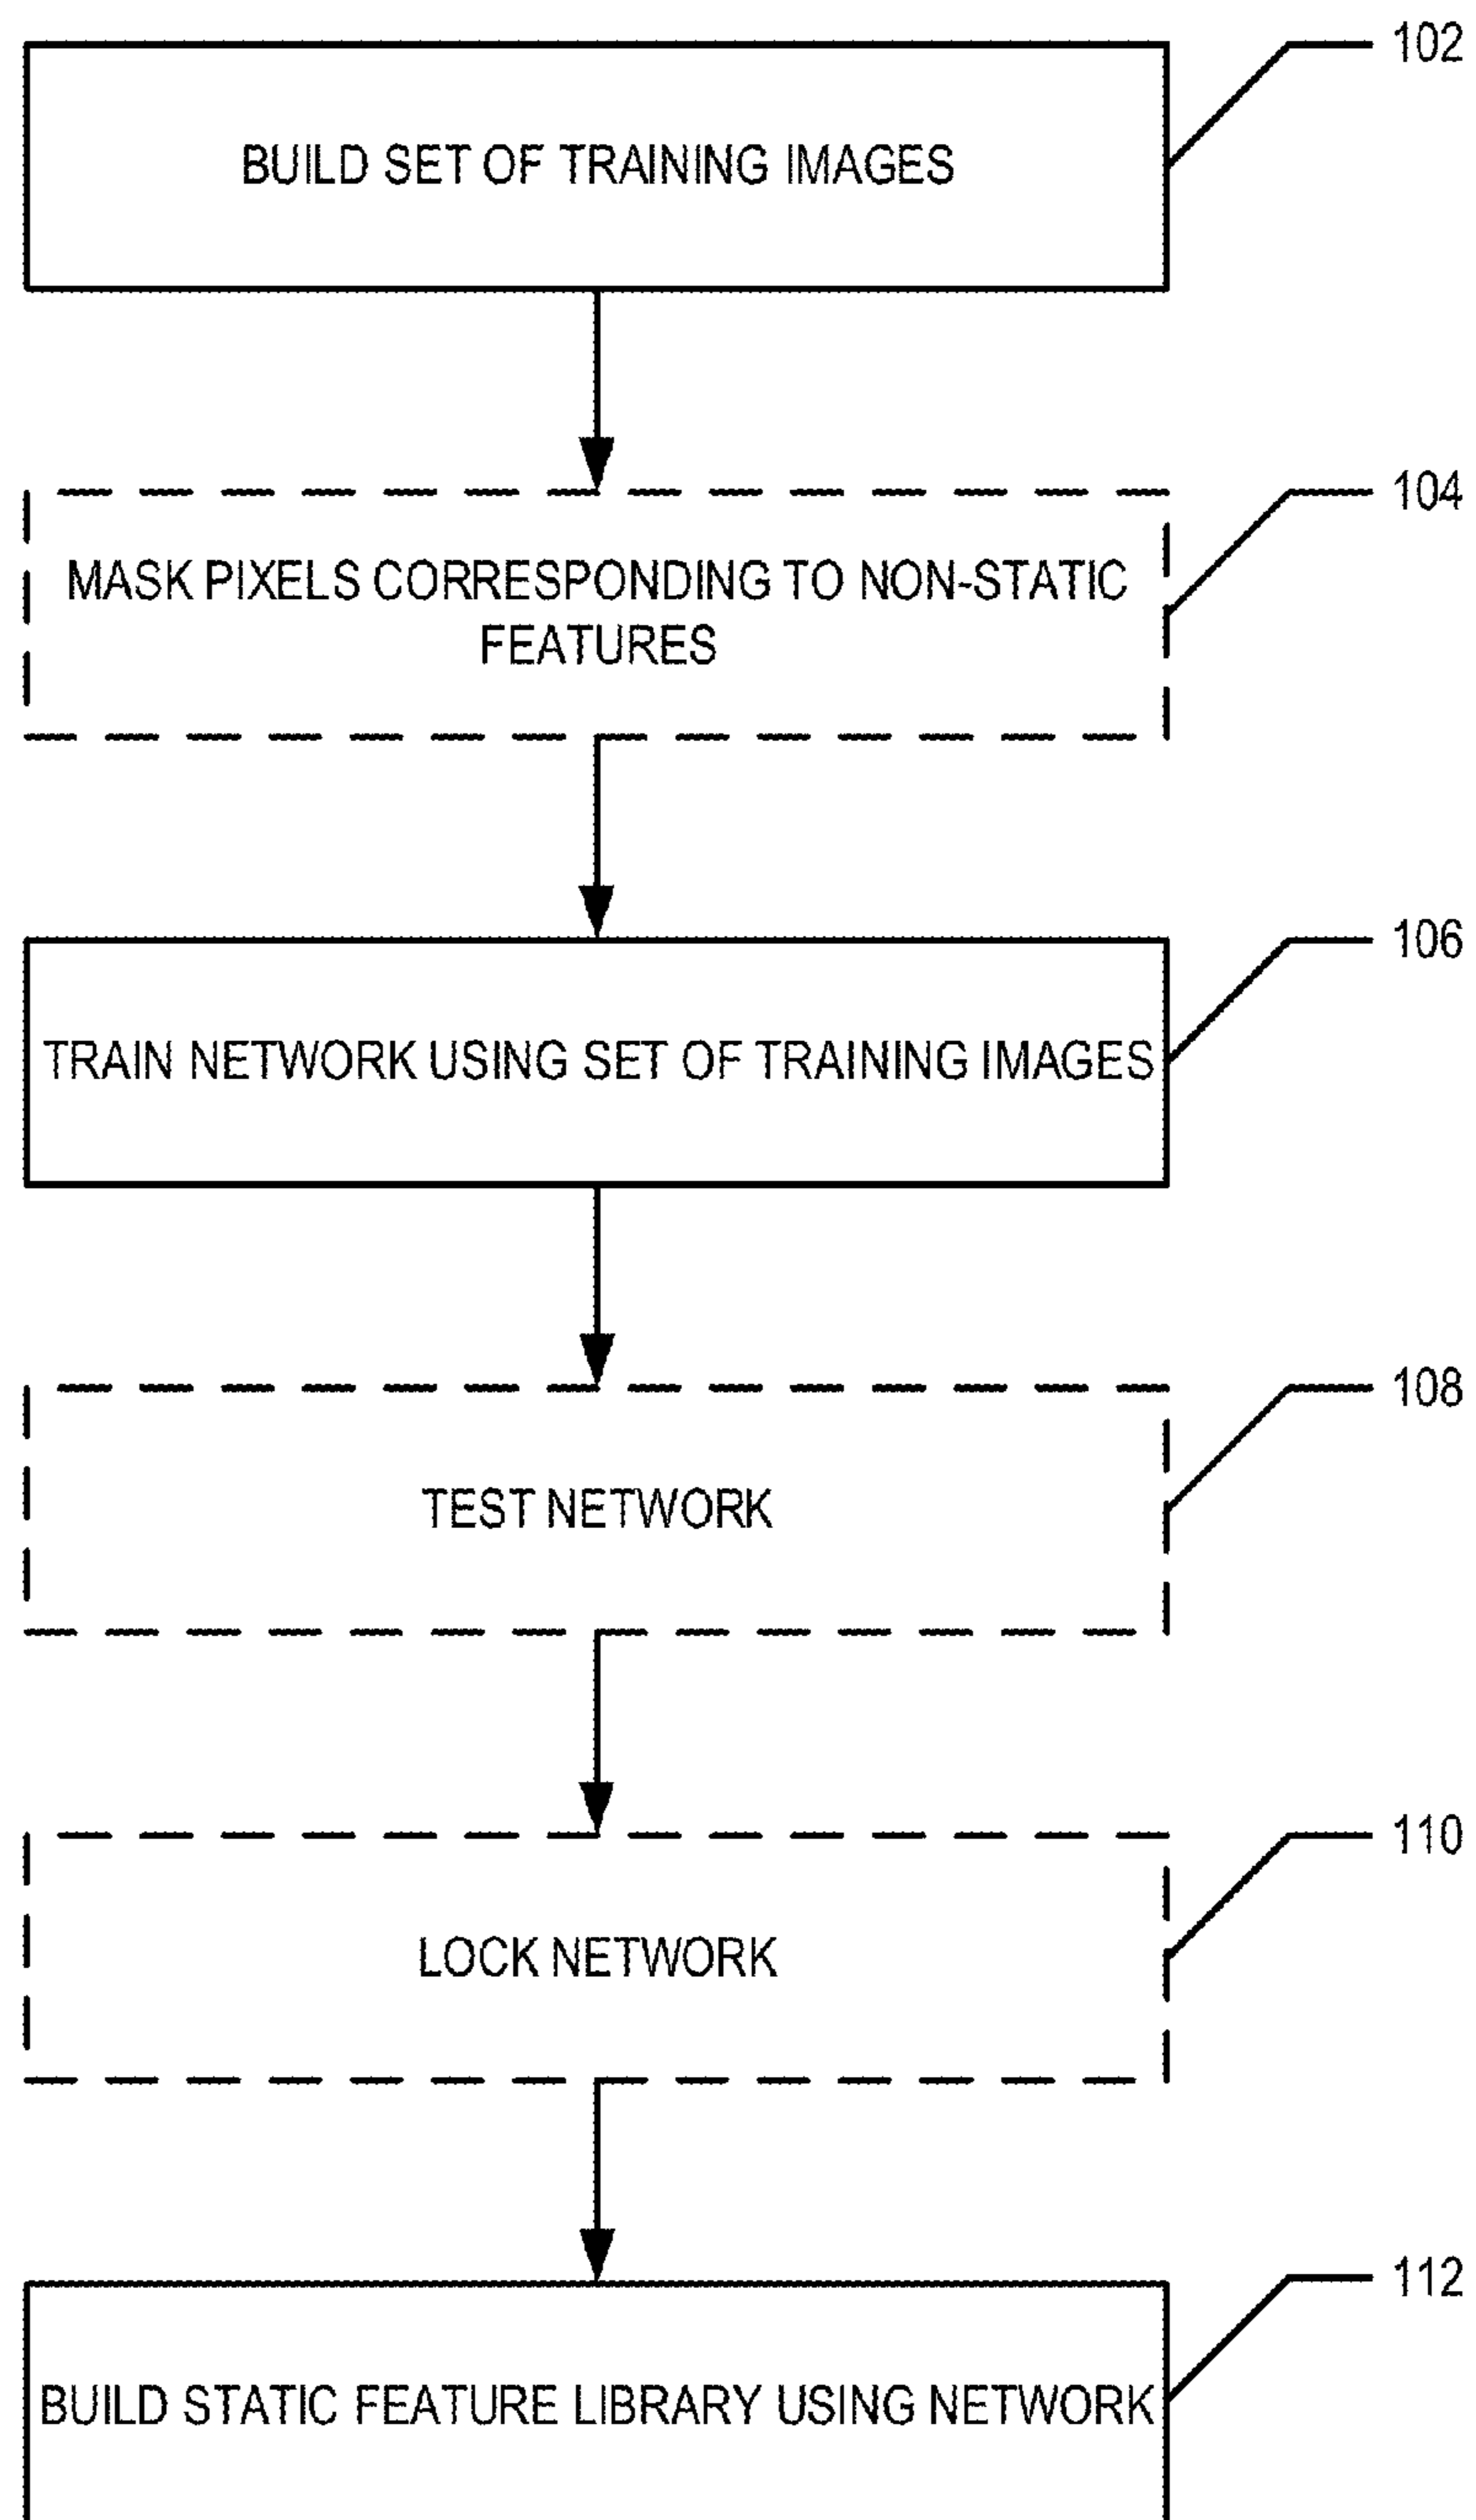 102
BUILD SET OF TRAINING IMAGES
104
MASK PIXELS CORRESPONDING TO NON-STATIC
FEATURES
106
TRAIN NETWORK USING SET OF TRAINING IMAGES
108
TEST NETWORK
110
LOCK NETWORK
112
BUILD STATIC FEATURE LIBRARY USING NETWORK